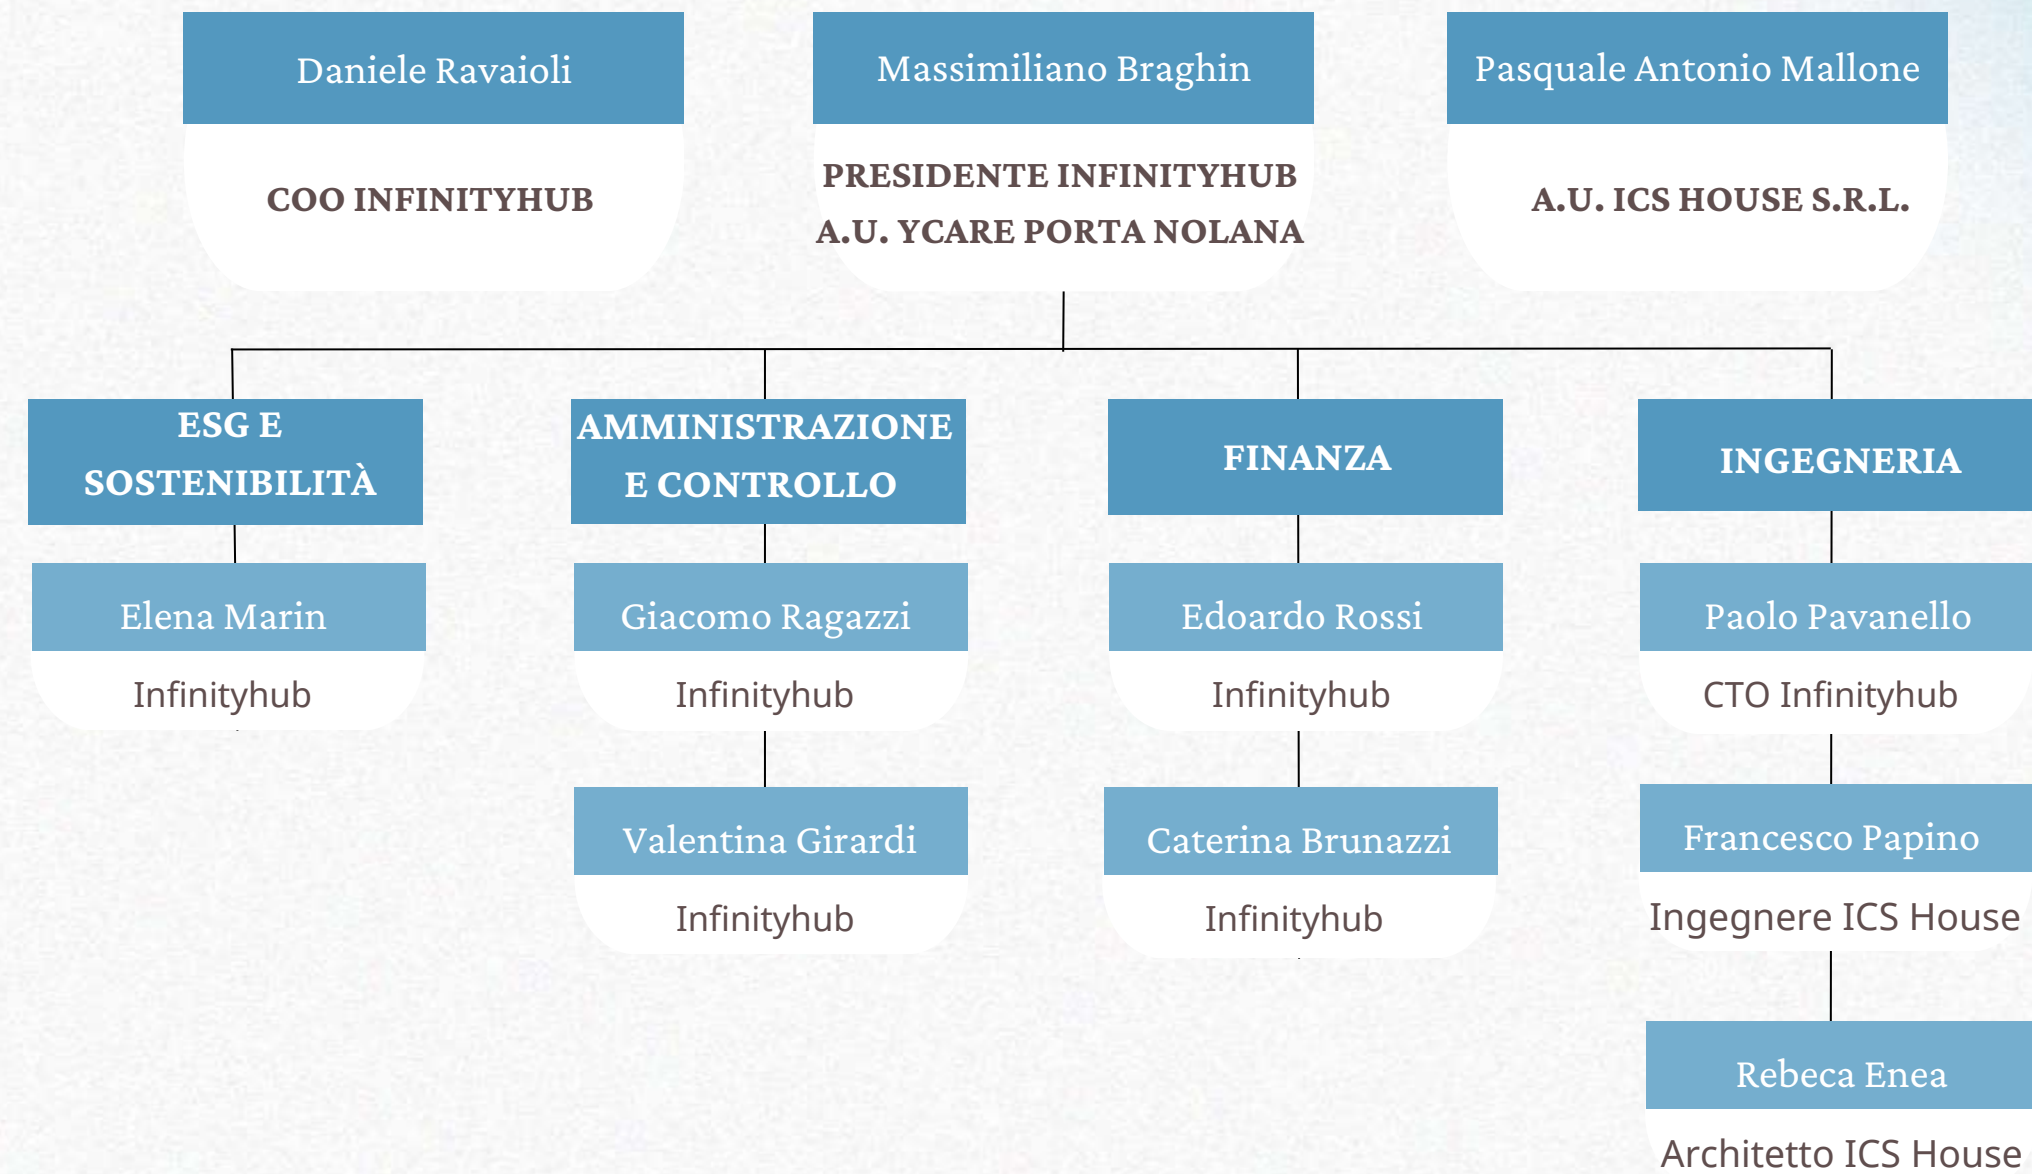 Daniele Ravaioli
COO INFINITYHUB
Massimiliano Braghin
PRESIDENTE INFINITYHUB
A.U. YCARE PORTA NOLANA
Pasquale Antonio Mallone
A.U. ICS HOUSE S.R.L.
ESG E
SOSTENIBILITÀ
Elena Marin
Infinityhub
AMMINISTRAZIONE
E CONTROLLO
Giacomo Ragazzi
Infinityhub
Valentina Girardi
Infinityhub
FINANZA
Edoardo Rossi
Infinityhub
Caterina Brunazzi
Infinityhub
INGEGNERIA
Paolo Pavanello
CTO Infinityhub
Francesco Papino
Ingegnere ICS House
Rebeca Enea
Architetto ICS House